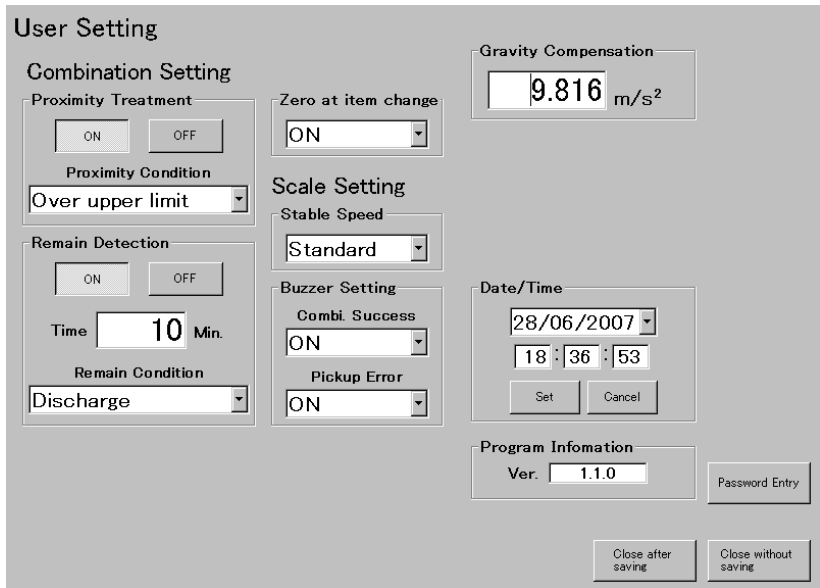 User Setting
Combination Setting
Proximity Treatment
ON OFF
Proximity Condition
Over upper limit
Remain Detection
ON OFF
Time 10 Min.
Remain Condition
Discharge
Zero at item change
ON
Scale Setting
Stable Speed
Standard
Buzzer Setting
Combi. Success
ON
Pickup Error
ON
Gravity Compensation
9.816 m/s²
Date/Time
28/06/2007
18 : 36 : 53
Set Cancel
Program Infomation
Ver. 1.1.0
Password Entry
Close after
saving
Close without
saving